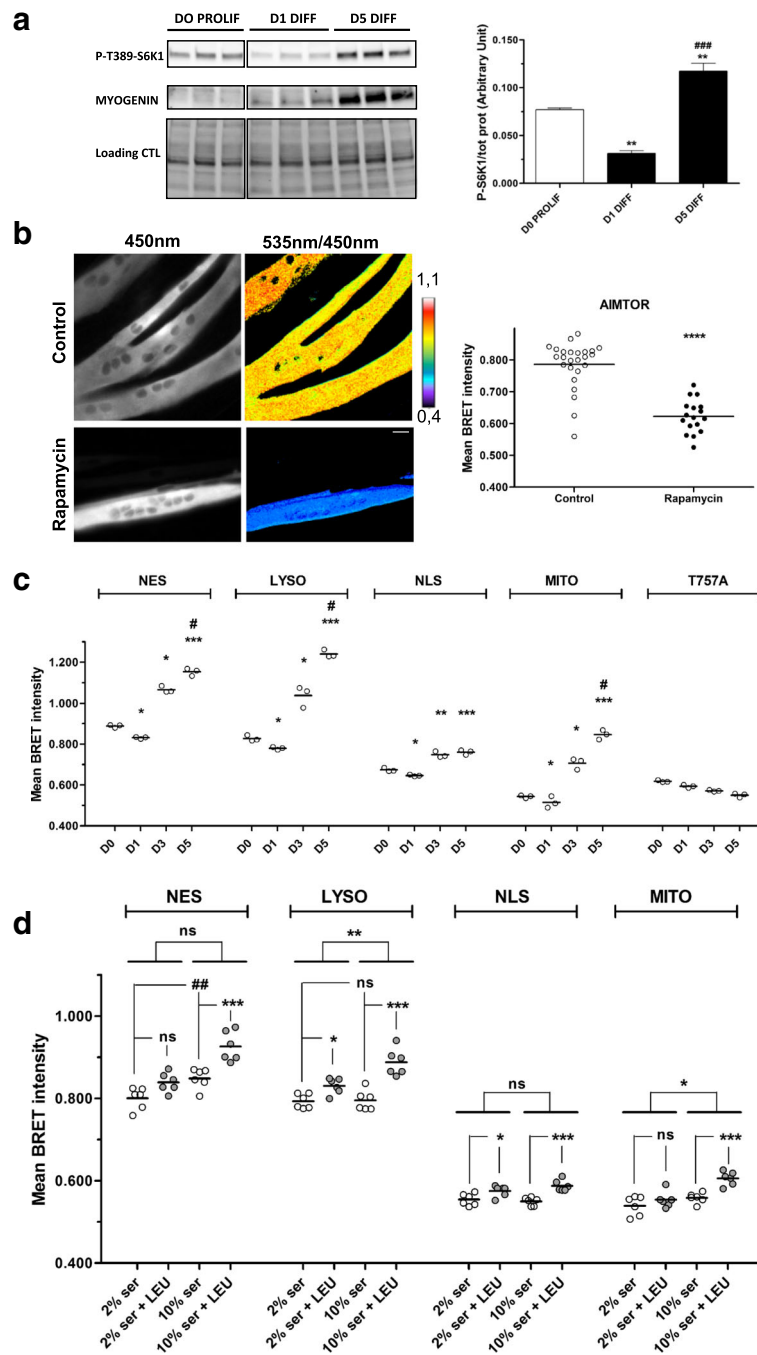 a
DO PROLIF
D1 DIFF
D5 DIFF
P-T389-S6K1
MYOGENIN
Loading CTL
P-S6K1/tot prot (Arbitrary Unit)
0.150
0.100
0.050
0.000
**
###
**
D0 PROLIF
D1 DIFF
D5 DIFF
b
450nm
535nm/450nm
Control
Rapamycin
1,1
0,4
AIMTOR
Mean BRET intensity
0.800
0.700
0.600
0.500
0.400
****
Control
Rapamycin
c
NES
LYSO
NLS
MITO
T757A
Mean BRET intensity
1.200
1.000
0.800
0.600
0.400
*
*
#
***
*
*
#
***
*
**
***
*
*
#
***
D0
D1
D3
D5
D0
D1
D3
D5
D0
D1
D3
D5
D0
D1
D3
D5
D0
D1
D3
D5
d
NES
LYSO
NLS
MITO
ns
**
ns
*
##
ns
***
ns
*
***
*
***
ns
***
Mean BRET intensity
1.000
0.800
0.600
0.400
2% ser
2% ser + LEU
10% ser
10% ser + LEU
2% ser
2% ser + LEU
10% ser
10% ser + LEU
2% ser
2% ser + LEU
10% ser
10% ser + LEU
2% ser
2% ser + LEU
10% ser
10% ser + LEU